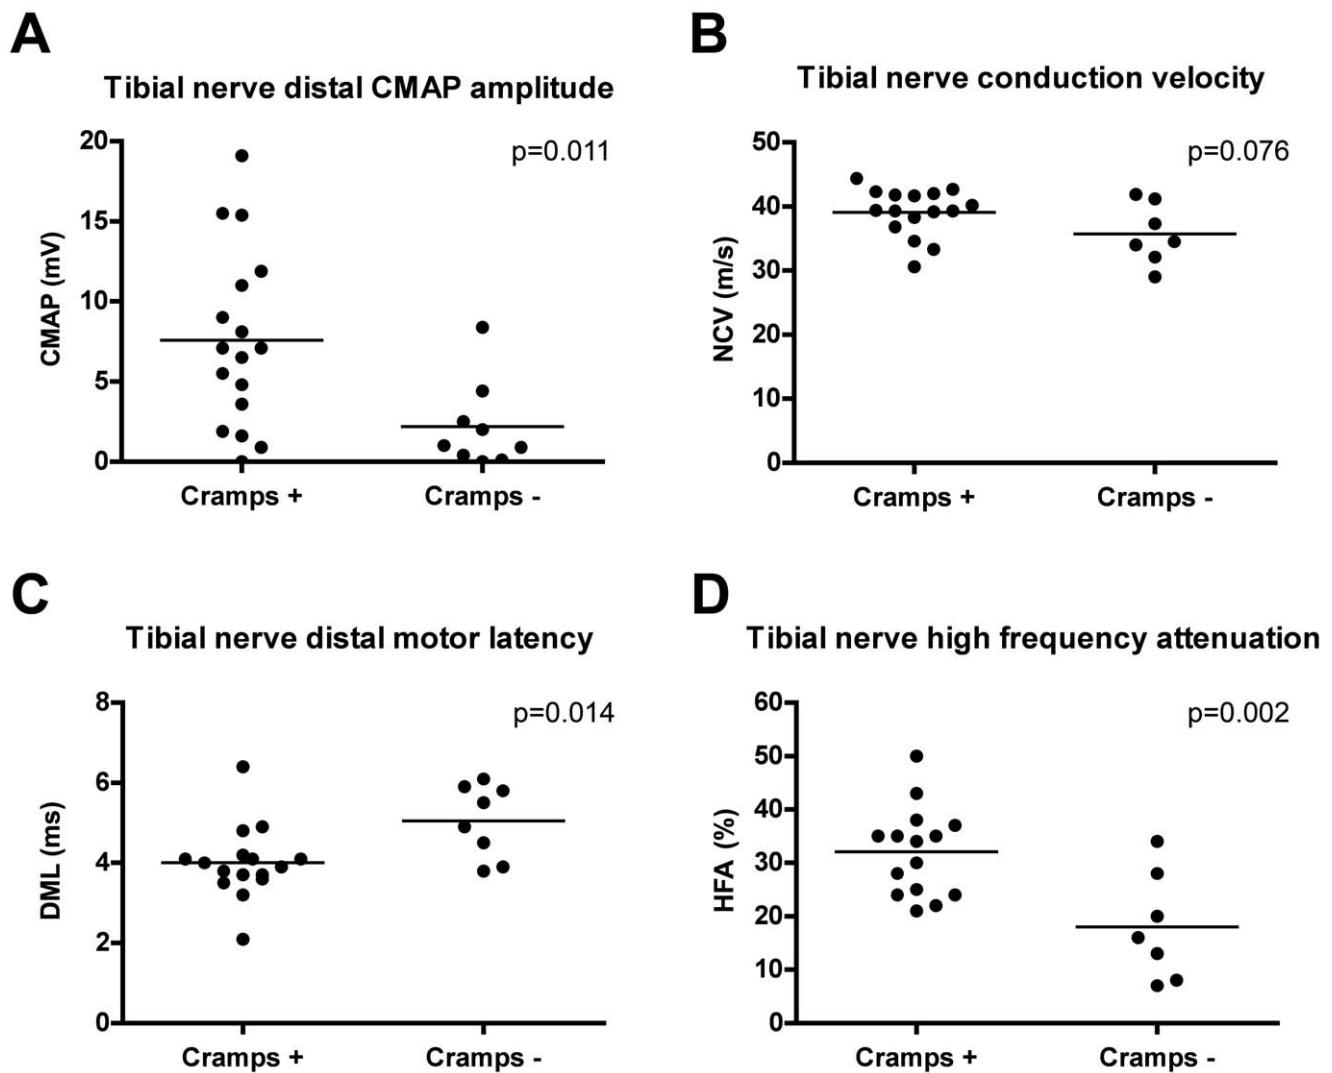 A
Tibial nerve distal CMAP amplitude
p=0.011
CMAP (mV)
20
15
10
5
0
Cramps +
Cramps -
B
Tibial nerve conduction velocity
p=0.076
NCV (m/s)
50
40
30
20
10
0
Cramps +
Cramps -
C
Tibial nerve distal motor latency
p=0.014
DML (ms)
8
6
4
2
0
Cramps +
Cramps -
D
Tibial nerve high frequency attenuation
p=0.002
HFA (%)
60
50
40
30
20
10
0
Cramps +
Cramps -